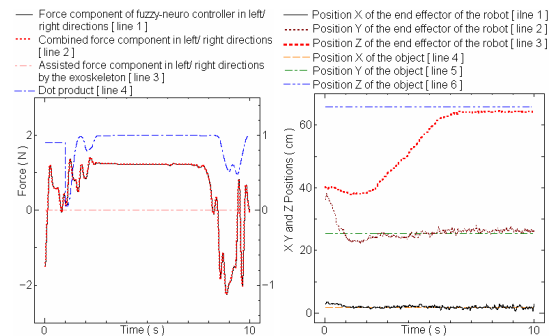 Force component of fuzzy-neuro controller in left/
right directions [ line 1 ]
Combined force component in left/ right directions
[ line 2 ]
Assisted force component in left/ right directions
by the exoskeleton [ line 3 ]
Dot product [ line 4 ]
2
0
−2
Force ( N )
1
0
−1
0
Time ( s )
10
Position X of the end effector of the robot [ ilne 1 ]
Position Y of the end effector of the robot [ line 2 ]
Position Z of the end effector of the robot [ line 3 ]
Position X of the object [ line 4 ]
Position Y of the object [ line 5 ]
Position Z of the object [ line 6 ]
60
40
20
0
X Y and Z Positions ( cm )
0
Time ( s )
10